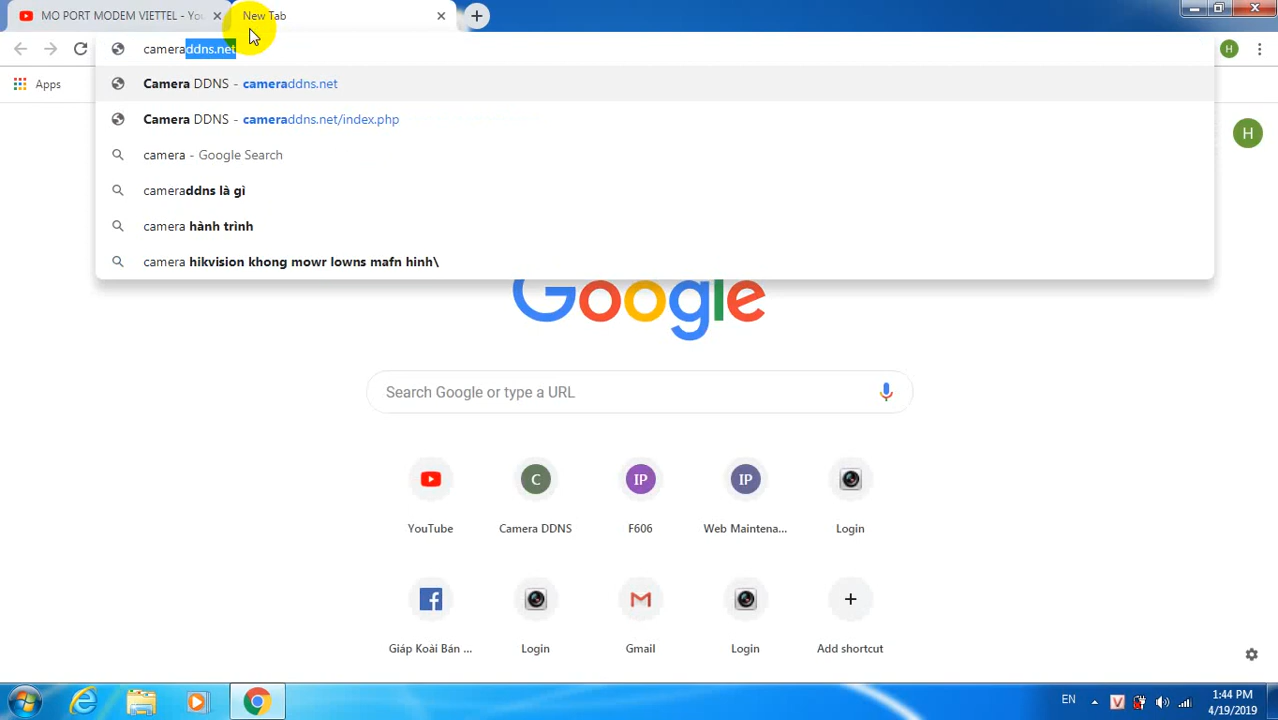 MO PORT MODEM VIETTEL - You
New Tab
cameraddns.net
H
Apps
Camera DDNS - cameraddns.net
Camera DDNS - cameraddns.net/index.php
H
camera - Google Search
cameraddns là gì
camera hành trình
camera hikvision khong mowr lowns mafn hinh\
Google
Search Google or type a URL
C
IP
IP
YouTube
Camera DDNS
F606
Web Maintena...
Login
Giáp Koài Bán ...
Login
Gmail
Login
Add shortcut
EN
V
1:44 PM
4/19/2019